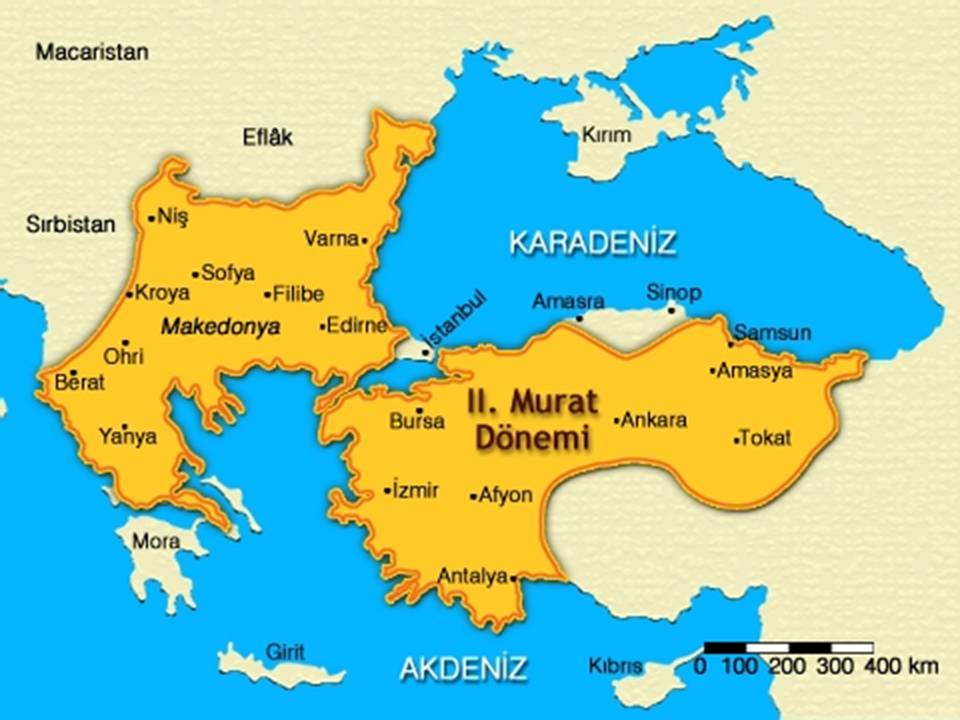 Macaristan
Eflâk
Kırım
Sırbistan
Niş
Varna
KARADENİZ
Sofya
Kroya
Filibe
Amasra
Sinop
İstanbul
Makedonya
Edirne
Samsun
Ohri
Amasya
Berat
II. Murat
Dönemi
Bursa
Ankara
Yanya
Tokat
İzmir
Afyon
Mora
Antalya
Girit
AKDENİZ
Kıbrıs
0 100 200 300 400 km